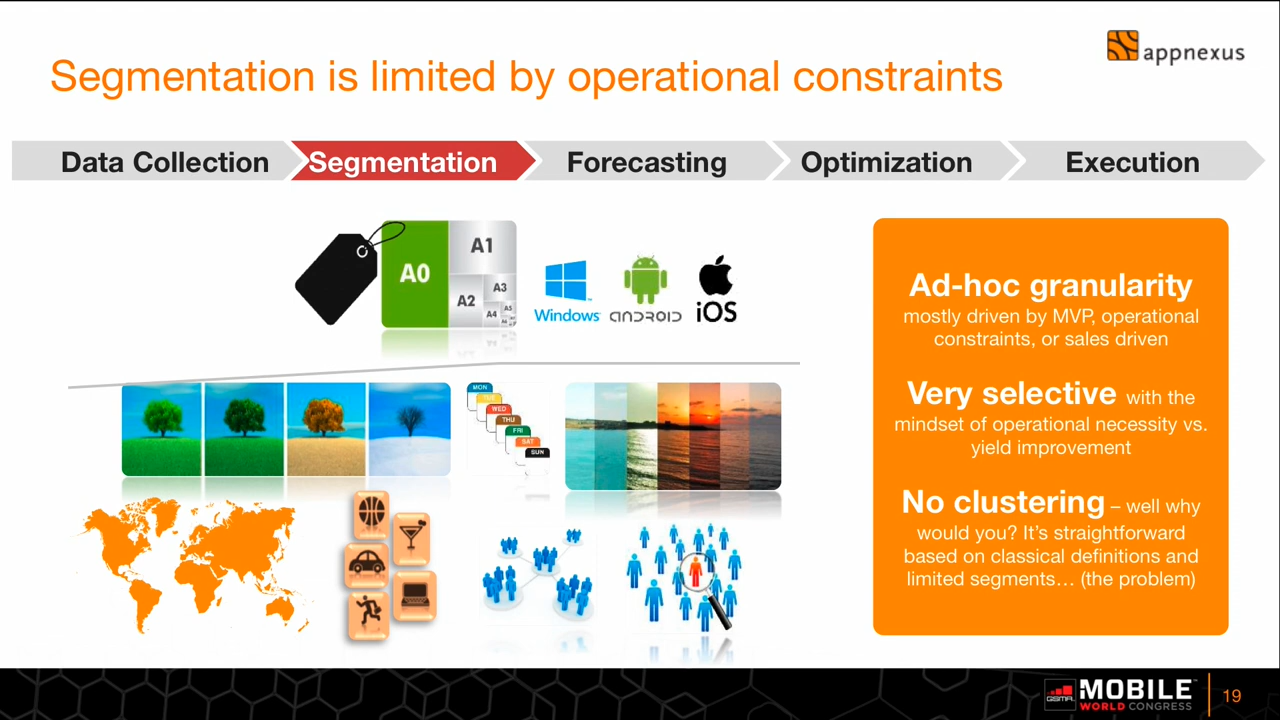 appnexus
Segmentation is limited by operational constraints
Data Collection
Segmentation
Forecasting
Optimization
Execution
A0
A1
A2
A3
A4
A5
Windows
ANDROID
iOS
MON
TUE
WED
THU
FRI
SAT
SUN
Ad-hoc granularity
mostly driven by MVP, operational
constraints, or sales driven
Very selective with the
mindset of operational necessity vs.
yield improvement
No clustering – well why
would you? It's straightforward
based on classical definitions and
limited segments… (the problem)
GSMA
MOBILE
WORLD CONGRESS
19